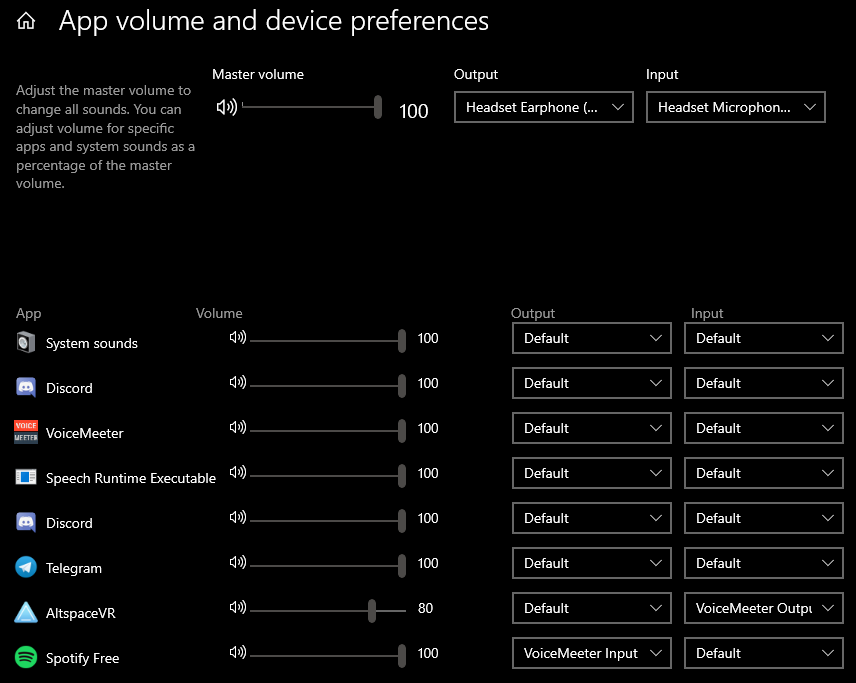 App volume and device preferences
Master volume
Output
Input
Adjust the master volume to
change all sounds. You can
adjust volume for specific
apps and system sounds as a
percentage of the master
volume.
100
Headset Earphone (...
Headset Microphon...
App
Volume
Output
Input
System sounds
100
Default
Default
Discord
100
Default
Default
VOICE
MEETER
VoiceMeeter
100
Default
Default
Speech Runtime Executable
100
Default
Default
Discord
100
Default
Default
Telegram
100
Default
Default
AltspaceVR
80
Default
VoiceMeeter Outpu
Spotify Free
100
VoiceMeeter Input
Default